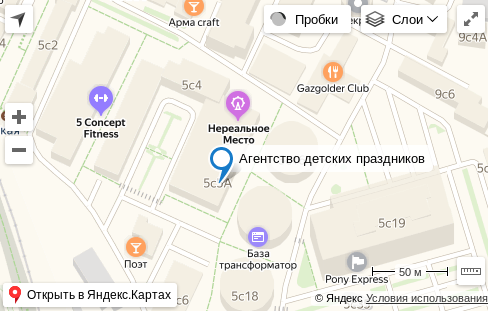 Арма craft
Пробки
Слои
9с4А
5с2
5с4
Gazgolder Club
9с6
5 Concept
Fitness
Нереальное
Место
кая
Агентство детских праздников
5с3А
5с19
База
трансформатор
Поэт
Pony Express
50 м
5с18
5с6
Открыть в Яндекс.Картах
© Яндекс Условия использования